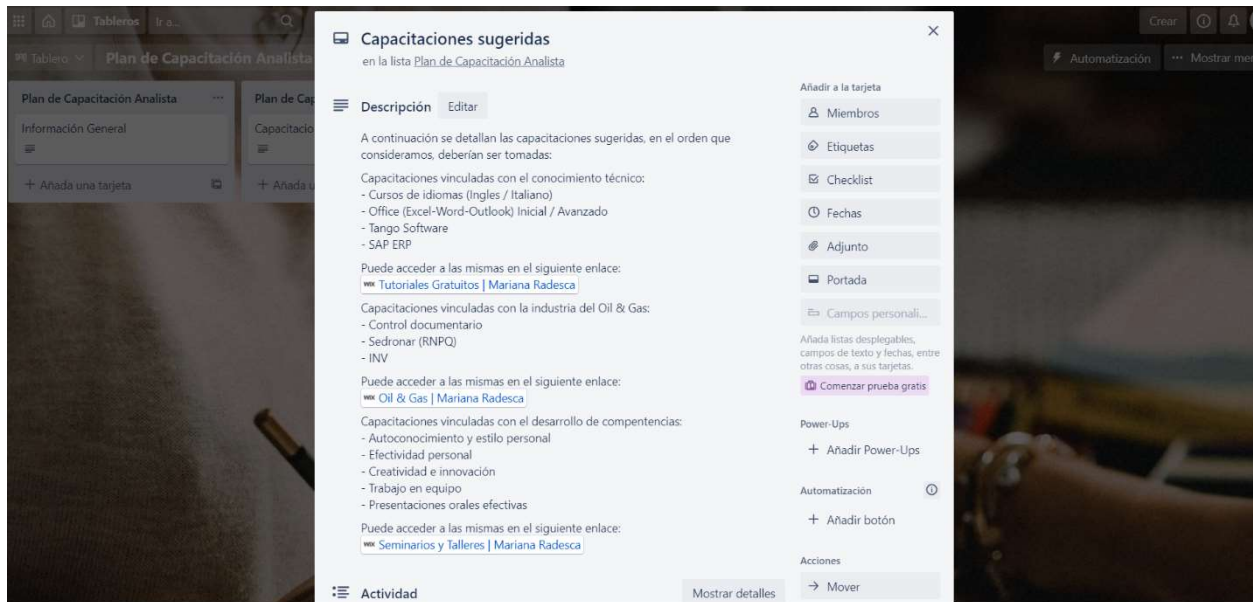 Tableros
Ir a...
Crear
Tablero
Plan de Capacitación Analista
Automatización
Mostrar
Plan de Capacitación Analista
Información General
+ Añada una tarjeta
Plan de
+ Añada
Capacitaciones sugeridas
en la lista Plan de Capacitación Analista
Descripción
Editar
A continuación se detallan las capacitaciones sugeridas, en el orden que
consideramos, deberían ser tomadas:
Capacitaciones vinculadas con el conocimiento técnico:
- Cursos de idiomas (Ingles / Italiano)
- Office (Excel-Word-Outlook) Inicial / Avanzado
- Tango Software
- SAP ERP
Puede acceder a las mismas en el siguiente enlace:
WIX Tutoriales Gratuitos | Mariana Radesca
Capacitaciones vinculadas con la industria del Oil & Gas:
- Control documentario
- Sedronar (RNPQ)
- INV
Puede acceder a las mismas en el siguiente enlace:
WIX Oil & Gas | Mariana Radesca
Capacitaciones vinculadas con el desarrollo de compentencias:
- Autoconocimiento y estilo personal
- Efectividad personal
- Creatividad e innovación
- Trabajo en equipo
- Presentaciones orales efectivas
Puede acceder a las mismas en el siguiente enlace:
WIX Seminarios y Talleres | Mariana Radesca
Actividad
Mostrar detalles
Añadir a la tarjeta
Miembros
Etiquetas
Checklist
Fechas
Adjunto
Portada
Campos personali...
Añada listas desplegables,
campos de texto y fechas, entre
otras cosas, a sus tarjetas.
Comenzar prueba gratis
Power-Ups
+ Añadir Power-Ups
Automatización
+ Añadir botón
Acciones
→ Mover